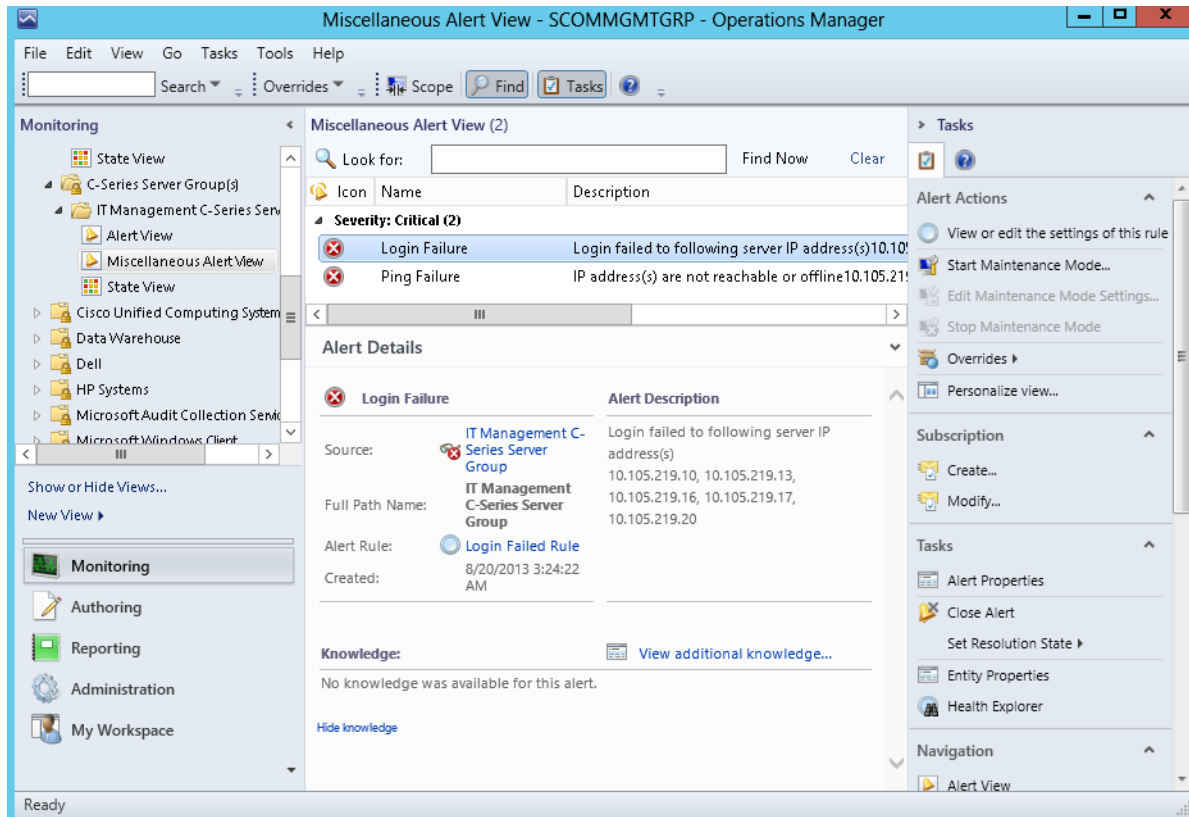 Miscellaneous Alert View - SCOMMGMTGRP - Operations Manager
File Edit View Go Tasks Tools Help
Search Overrides Scope Find Tasks
Monitoring
State View
C-Series Server Group(s)
IT Management C-Series Serv
Alert View
Miscellaneous Alert View
State View
Cisco Unified Computing System
Data Warehouse
Dell
HP Systems
Microsoft Audit Collection Servic
Microsoft Windows Client
Show or Hide Views...
New View
Monitoring
Authoring
Reporting
Administration
My Workspace
Miscellaneous Alert View (2)
Look for: Find Now Clear
Icon Name Description
Severity: Critical (2)
Login Failure Login failed to following server IP address(s)10.10
Ping Failure IP address(s) are not reachable or offline10.105.21
Alert Details
Login Failure
Source: IT Management C-
Series Server
Group
Full Path Name: IT Management
C-Series Server
Group
Alert Rule: Login Failed Rule
Created: 8/20/2013 3:24:22
AM
Alert Description
Login failed to following server IP
address(s)
10.105.219.10, 10.105.219.13,
10.105.219.16, 10.105.219.17,
10.105.219.20
Knowledge: View additional knowledge...
No knowledge was available for this alert.
Hide knowledge
Tasks
Alert Actions
View or edit the settings of this rule
Start Maintenance Mode...
Edit Maintenance Mode Settings...
Stop Maintenance Mode
Overrides
Personalize view...
Subscription
Create...
Modify...
Tasks
Alert Properties
Close Alert
Set Resolution State
Entity Properties
Health Explorer
Navigation
Alert View
Ready